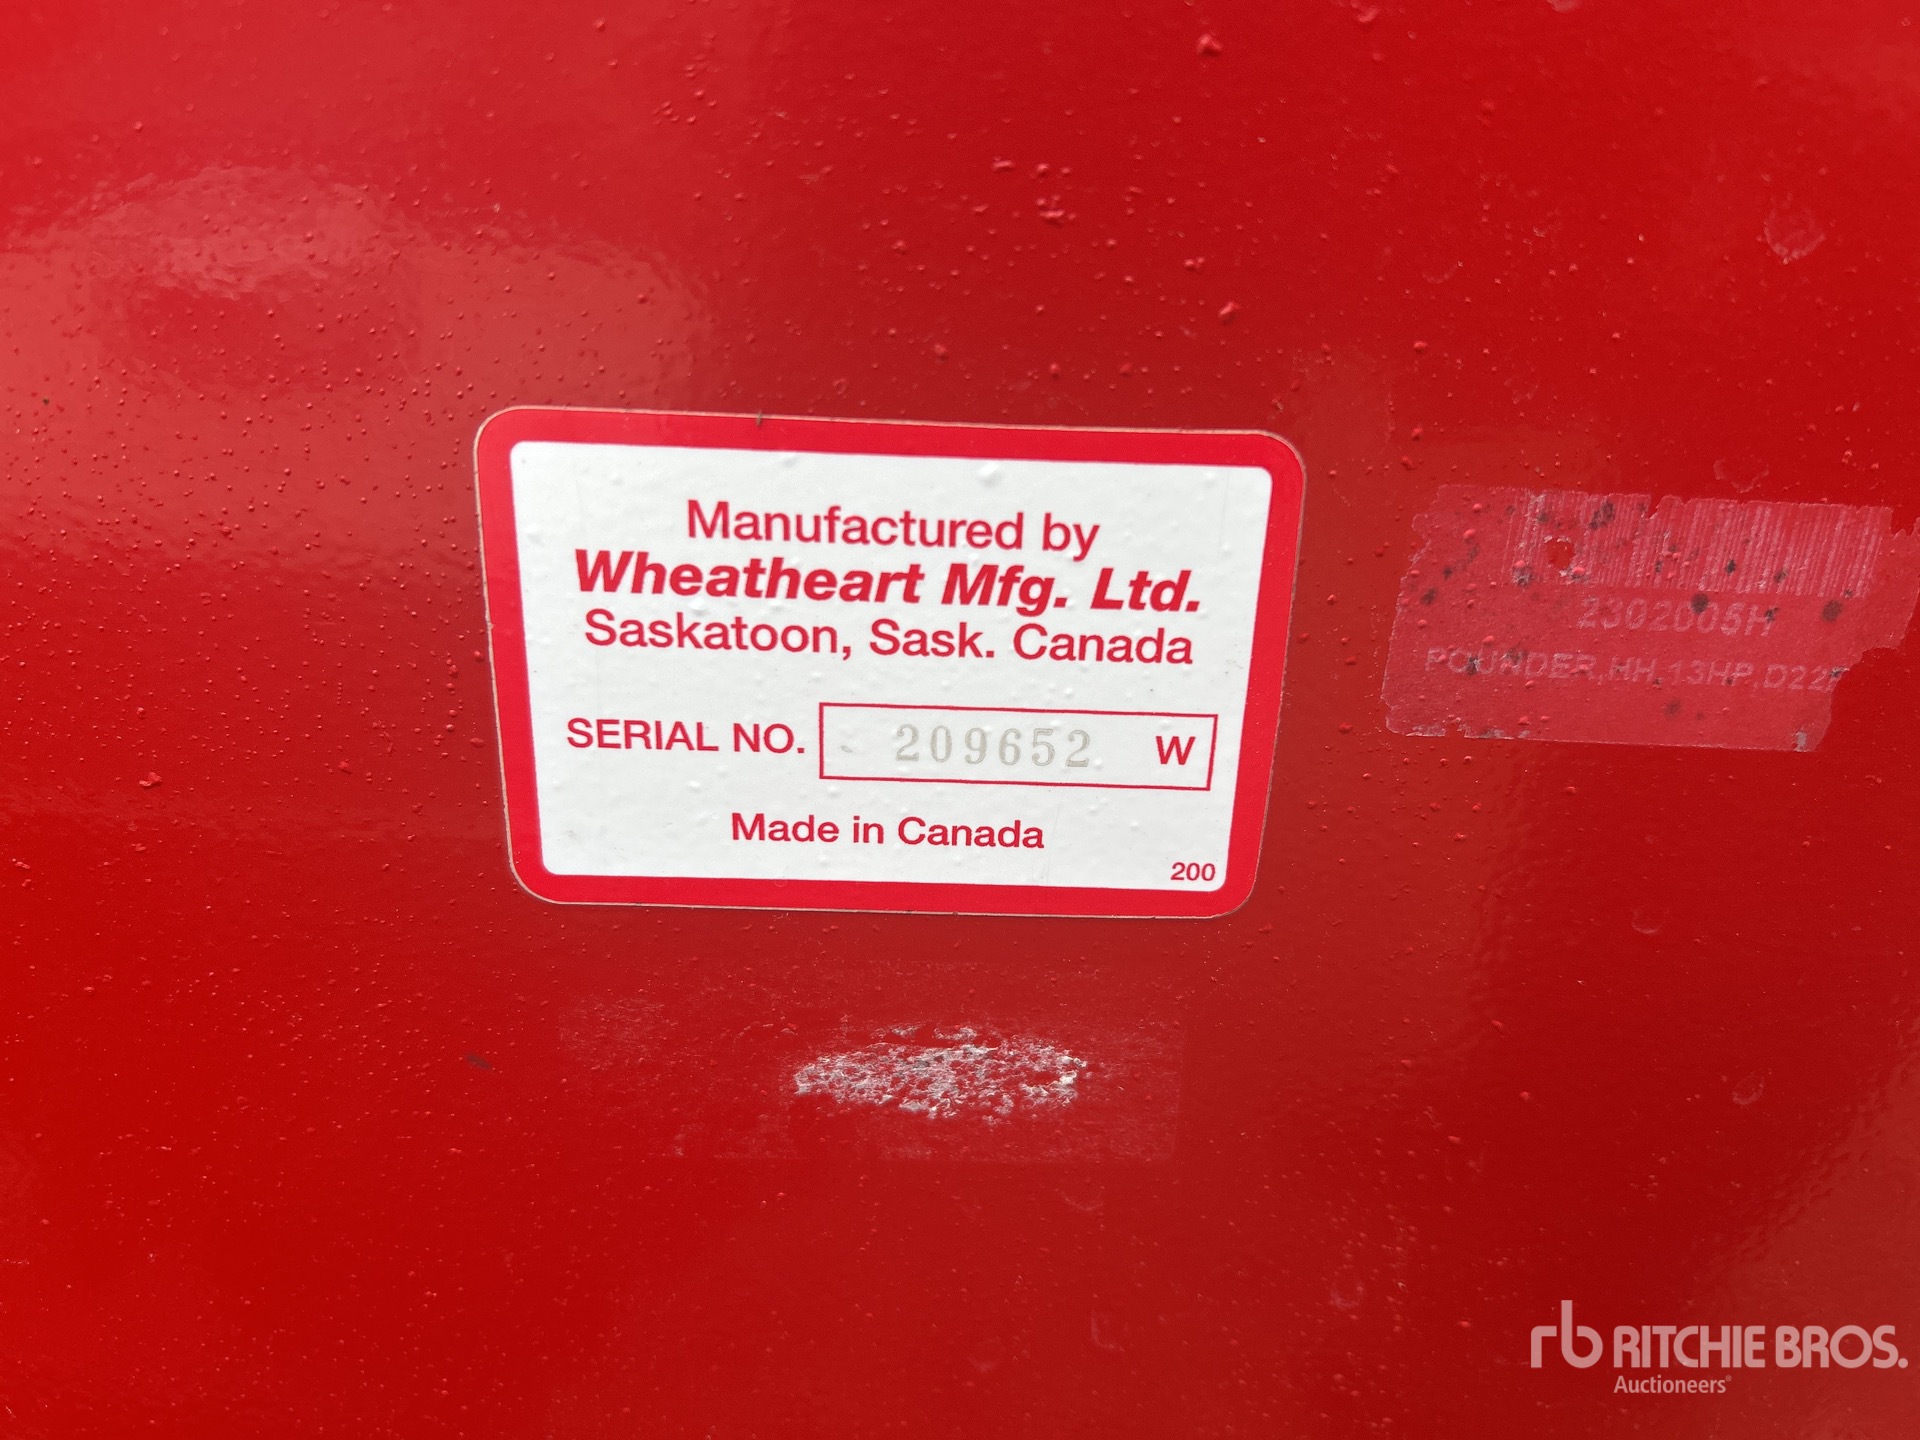 Manufactured by
Wheatheart Mfg. Ltd.
Saskatoon, Sask. Canada
SERIAL NO. 209652 W
Made in Canada
200
2302005H
POUNDER,HH,13HP,D22
rb RITCHIE BROS.
Auctioneers